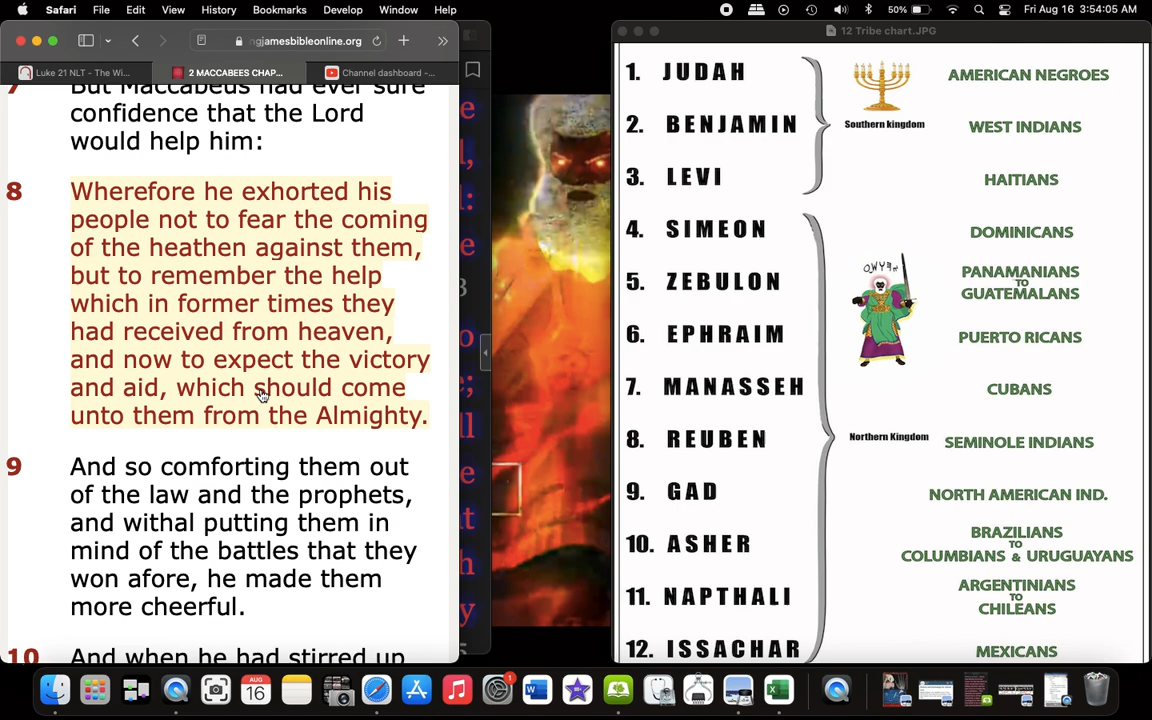 Safari File Edit View History Bookmarks Develop Window Help 50% Fri Aug 16 3:54:05 AM
ngjamesbibleonline.org
12 Tribe chart.JPG
Luke 21 NLT - The Wi... 2 MACCABEES CHAP... Channel dashboard -...
7 But Maccabeus had ever sure
confidence that the Lord
would help him:
8 Wherefore he exhorted his
people not to fear the coming
of the heathen against them,
but to remember the help
which in former times they
had received from heaven,
and now to expect the victory
and aid, which should come
unto them from the Almighty.
9 And so comforting them out
of the law and the prophets,
and withal putting them in
mind of the battles that they
won afore, he made them
more cheerful.
10 And when he had stirred up
1. JUDAH
AMERICAN NEGROES
2. BENJAMIN
Southern kingdom
WEST INDIANS
3. LEVI
HAITIANS
4. SIMEON
DOMINICANS
5. ZEBULON
PANAMANIANS
TO
GUATEMALANS
6. EPHRAIM
PUERTO RICANS
7. MANASSEH
CUBANS
8. REUBEN
Northern Kingdom
SEMINOLE INDIANS
9. GAD
NORTH AMERICAN IND.
10. ASHER
BRAZILIANS
TO
COLUMBIANS & URUGUAYANS
11. NAPTHALI
ARGENTINIANS
TO
CHILEANS
12. ISSACHAR
MEXICANS
AUG
16
1